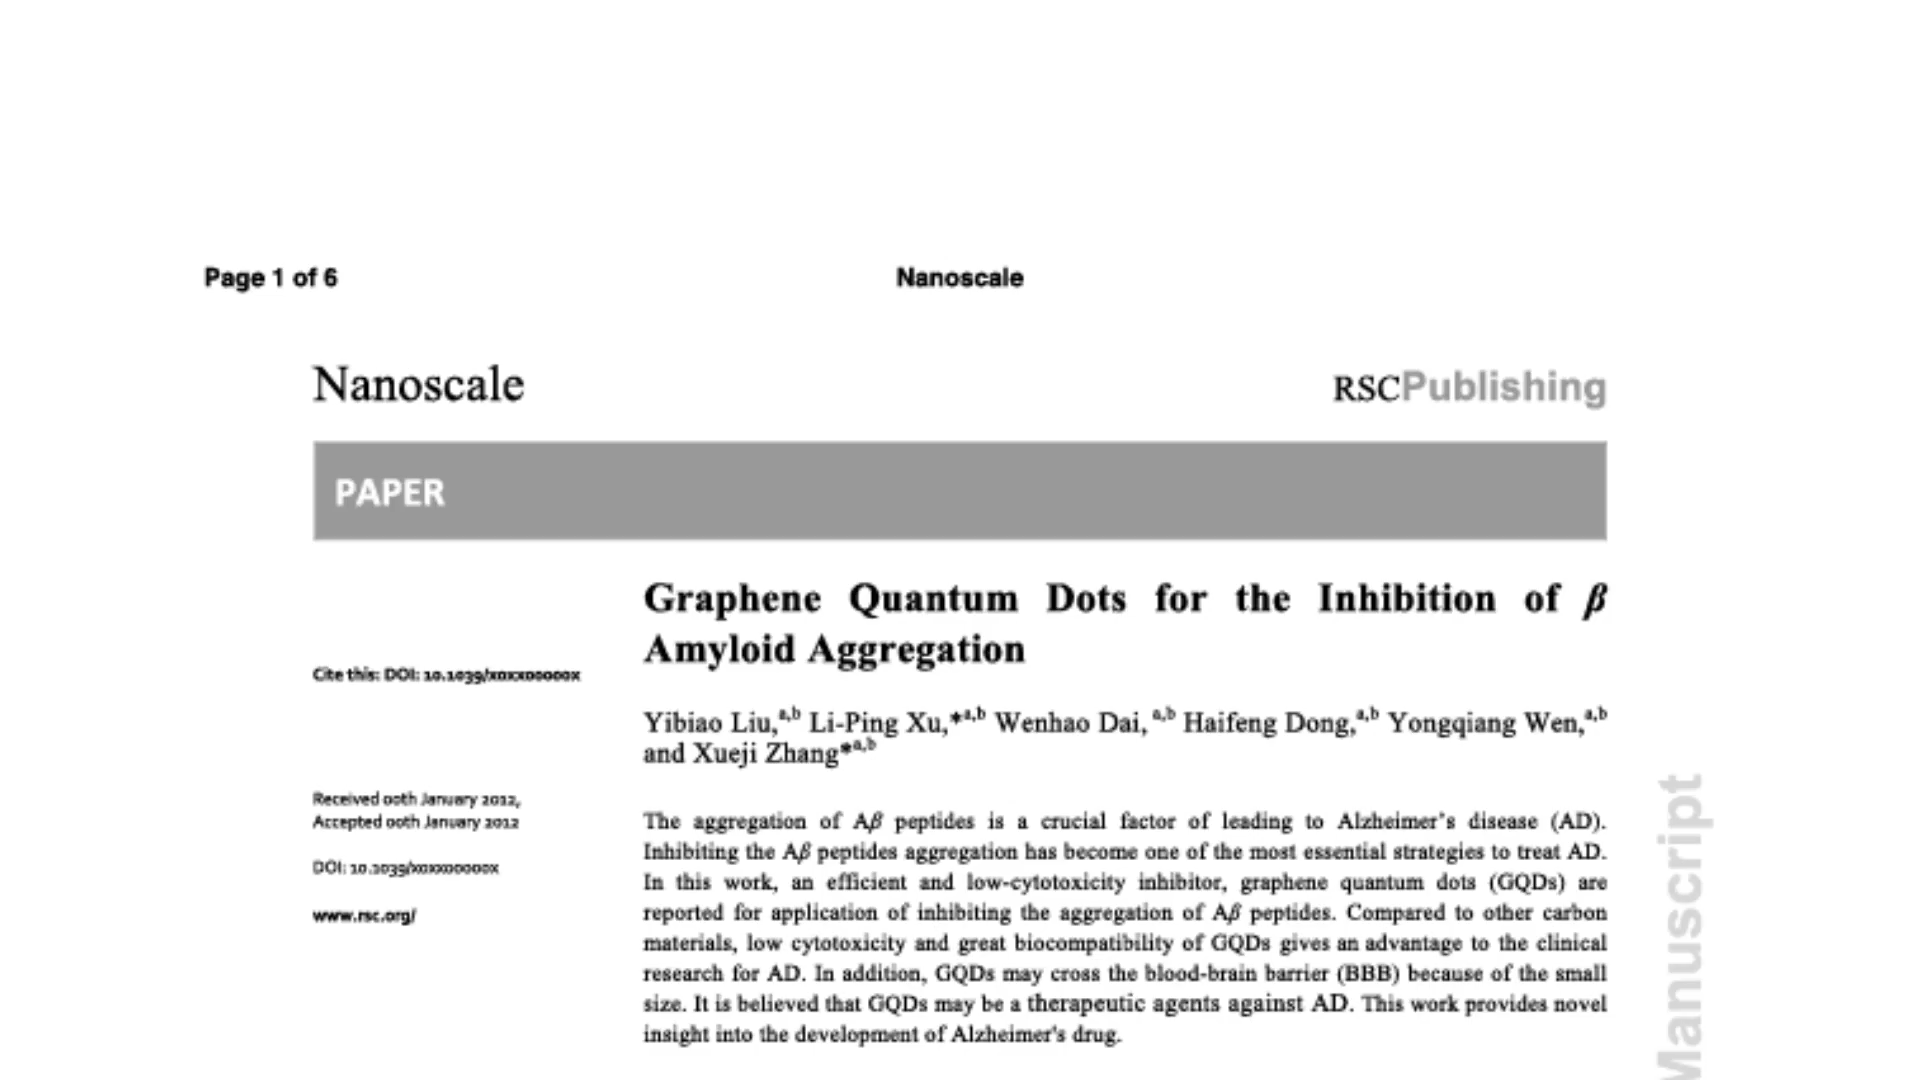 Page 1 of 6
Nanoscale
Nanoscale
RSCPublishing
PAPER
Graphene Quantum Dots for the Inhibition of β
Amyloid Aggregation
Cite this: DOI: 10.1039/x0xx00000x
Yibiao Liu,a,b Li-Ping Xu,*a,b Wenhao Dai, a,b Haifeng Dong,a,b Yongqiang Wen,a,b
and Xueji Zhang*a,b
Received 00th January 2012,
Accepted 00th January 2012
DOI: 10.1039/x0xx00000x
www.rsc.org/
The aggregation of Aβ peptides is a crucial factor of leading to Alzheimer's disease (AD).
Inhibiting the Aβ peptides aggregation has become one of the most essential strategies to treat AD.
In this work, an efficient and low-cytotoxicity inhibitor, graphene quantum dots (GQDs) are
reported for application of inhibiting the aggregation of Aβ peptides. Compared to other carbon
materials, low cytotoxicity and great biocompatibility of GQDs gives an advantage to the clinical
research for AD. In addition, GQDs may cross the blood-brain barrier (BBB) because of the small
size. It is believed that GQDs may be a therapeutic agents against AD. This work provides novel
insight into the development of Alzheimer's drug.
Manuscript